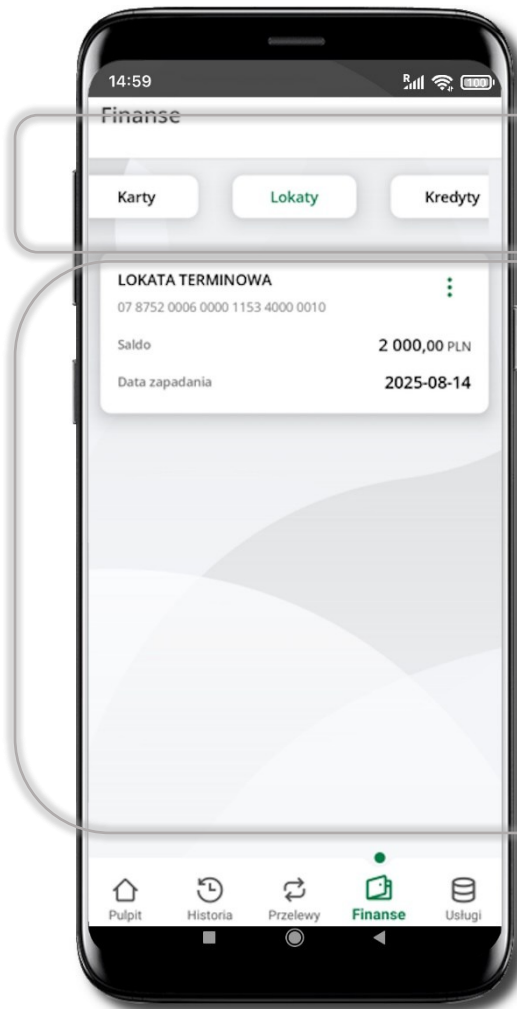 14:59 R 100
Finanse
Karty Lokaty Kredyty
LOKATA TERMINOWA
07 8752 0006 0000 1153 4000 0010
Saldo 2 000,00 PLN
Data zapadania 2025-08-14
Pulpit Historia Przelewy Finanse Usługi